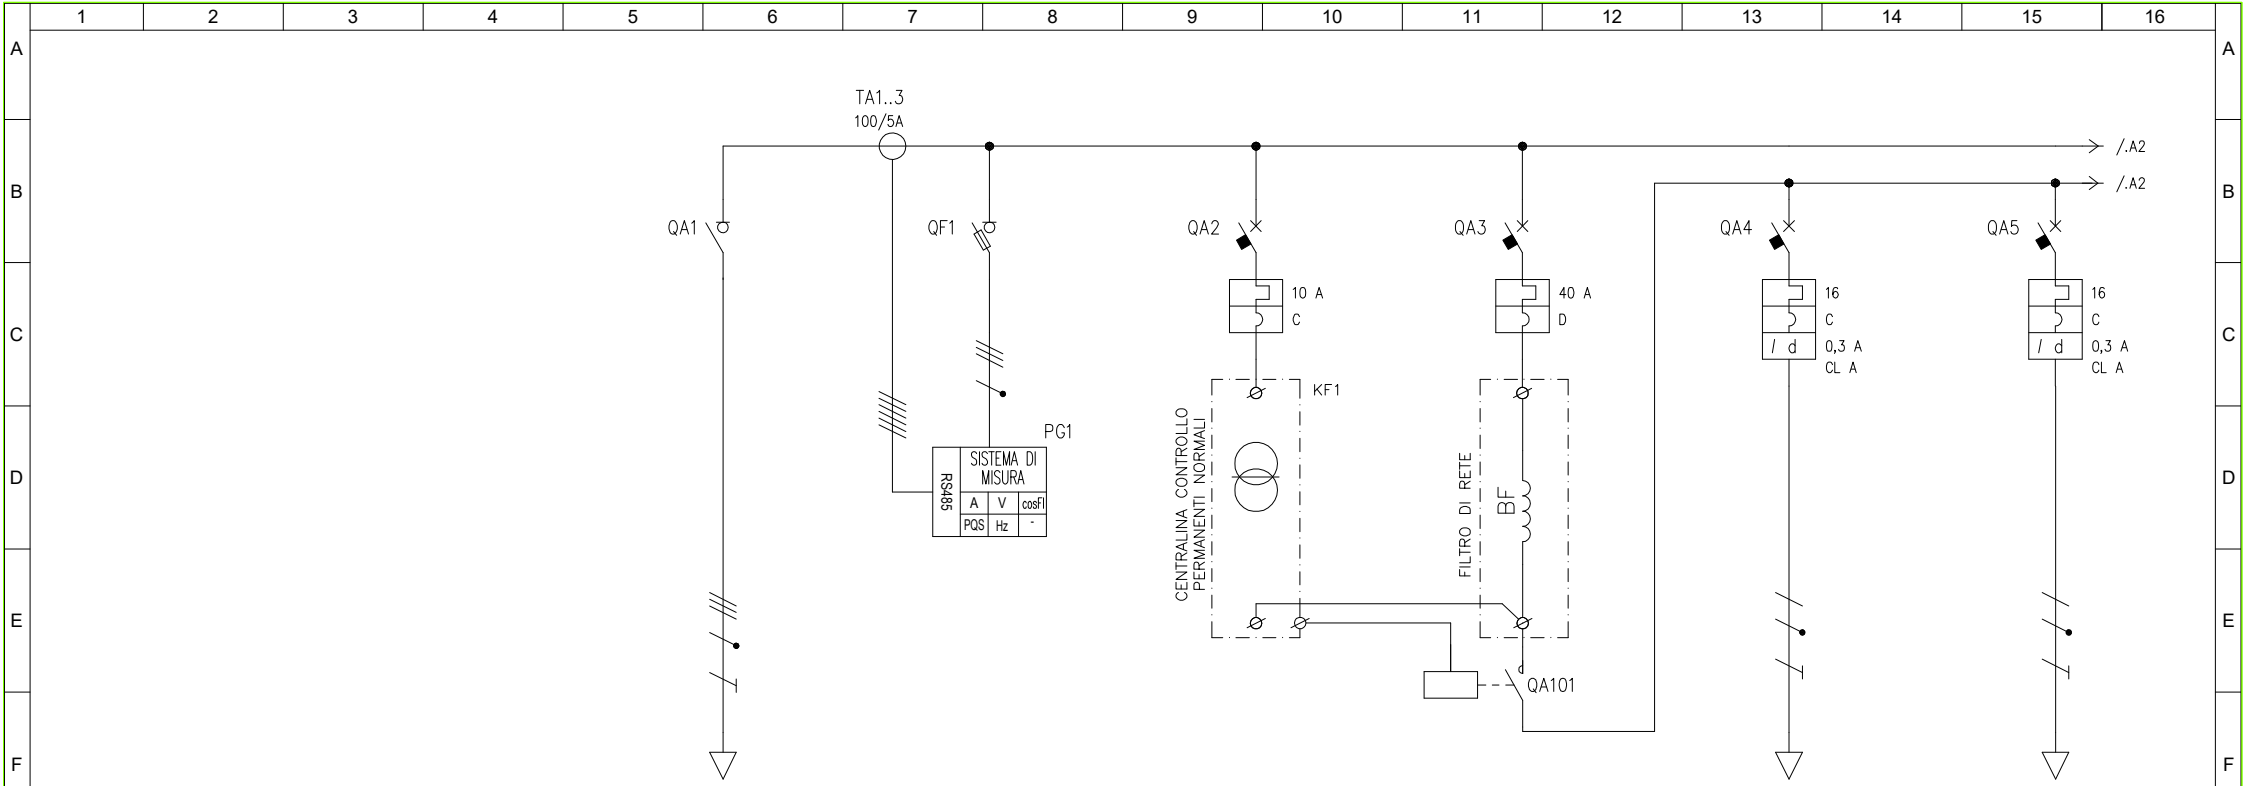 1 2 3 4 5 6 7 8 9 10 11 12 13 14 15 16
A A
TA1..3
100/5A
/.A2
B B
/.A2
QA1 QF1 QA2 QA3 QA4 QA5
10 A 40 A 16 16
C D C C
C C
I d 0,3 A I d 0,3 A
CL A CL A
KF1
PG1
CENTRALINA CONTROLLO
PERMANENTI NORMALI
FILTRO DI RETE
BF
D D
RS485
SISTEMA DI
MISURA
A V cosFI
PQS Hz -
E E
QA101
F F